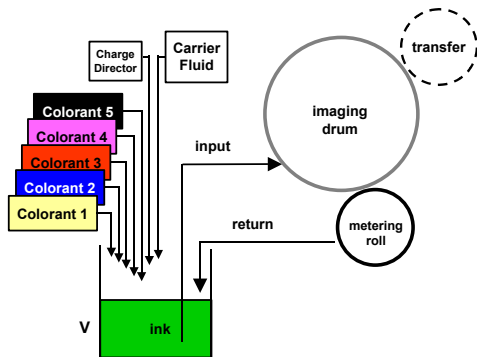 Charge
Director
Carrier
Fluid
transfer
imaging
drum
Colorant 5
Colorant 4
Colorant 3
Colorant 2
Colorant 1
input
return
metering
roll
V
ink